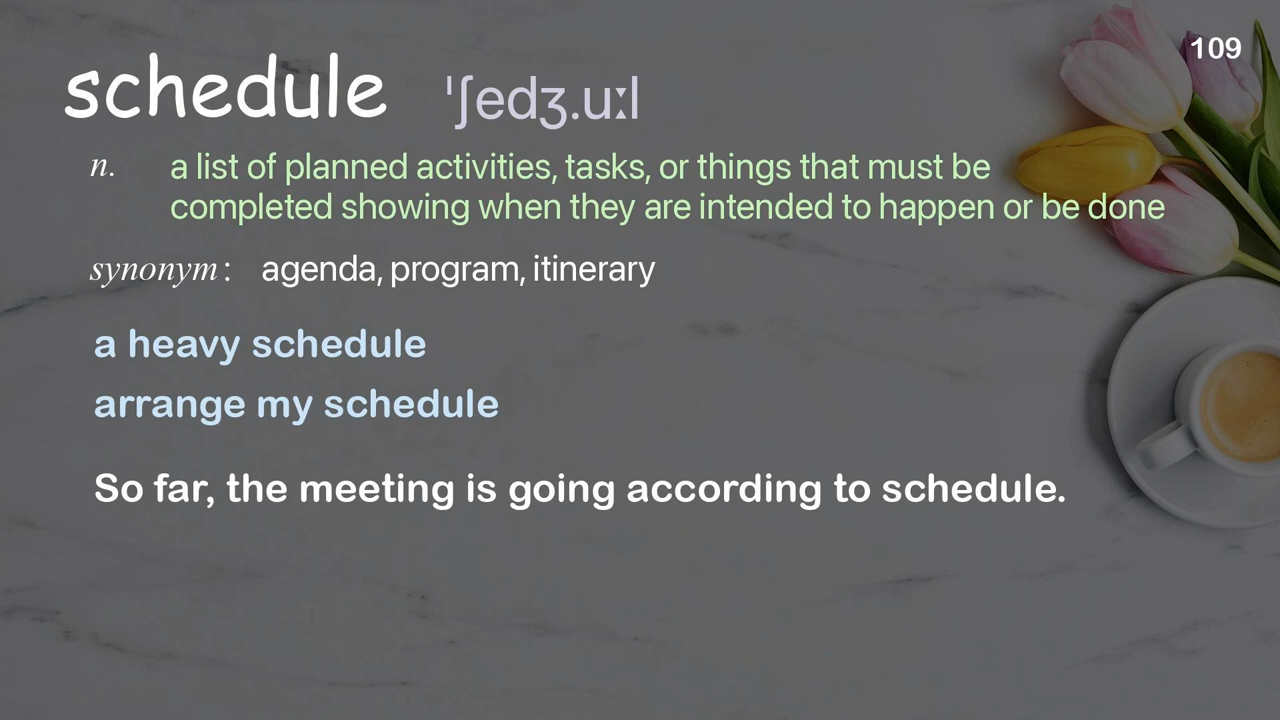 109
schedule ˈʃedʒ.uːl
n. a list of planned activities, tasks, or things that must be
completed showing when they are intended to happen or be done
synonym: agenda, program, itinerary
a heavy schedule
arrange my schedule
So far, the meeting is going according to schedule.